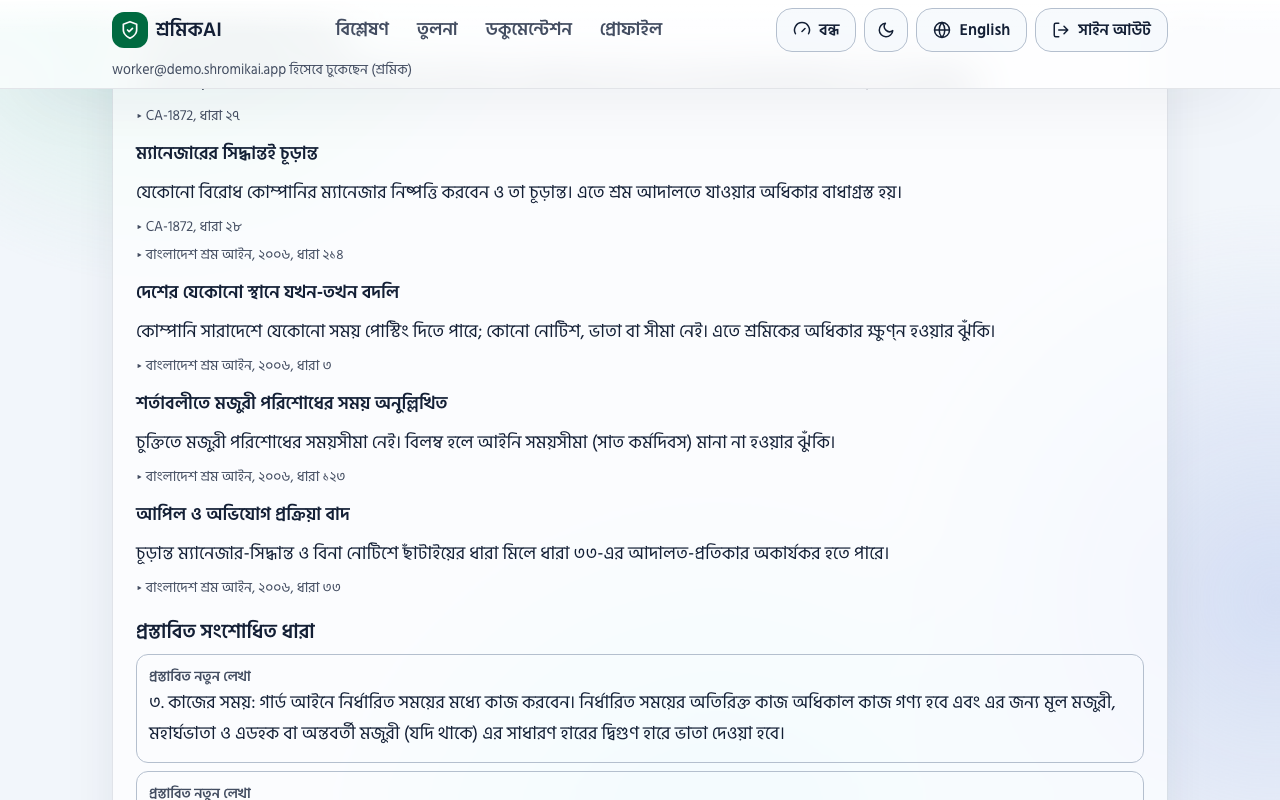 শ্রমিকAI
বিশ্লেষণ
তুলনা
ডকুমেন্টেশন
প্রোফাইল
বন্ধ
English
সাইন আউট
worker@demo.shromikai.app হিসেবে ঢুকেছেন (শ্রমিক)
‣ CA-1872, ধারা ২৭
ম্যানেজারের সিদ্ধান্তই চূড়ান্ত
যেকোনো বিরোধ কোম্পানির ম্যানেজার নিষ্পত্তি করবেন ও তা চূড়ান্ত। এতে শ্রম আদালতে যাওয়ার অধিকার বাধাগ্রস্ত হয়।
‣ CA-1872, ধারা ২৮
‣ বাংলাদেশ শ্রম আইন, ২০০৬, ধারা ২১৪
দেশের যেকোনো স্থানে যখন-তখন বদলি
কোম্পানি সারাদেশে যেকোনো সময় পোস্টিং দিতে পারে; কোনো নোটিশ, ভাতা বা সীমা নেই। এতে শ্রমিকের অধিকার ক্ষুণ্ন হওয়ার ঝুঁকি।
‣ বাংলাদেশ শ্রম আইন, ২০০৬, ধারা ৩
শর্তাবলীতে মজুরী পরিশোধের সময় অনুল্লিখিত
চুক্তিতে মজুরী পরিশোধের সময়সীমা নেই। বিলম্ব হলে আইনি সময়সীমা (সাত কর্মদিবস) মানা না হওয়ার ঝুঁকি।
‣ বাংলাদেশ শ্রম আইন, ২০০৬, ধারা ১২৩
আপিল ও অভিযোগ প্রক্রিয়া বাদ
চূড়ান্ত ম্যানেজার-সিদ্ধান্ত ও বিনা নোটিশে ছাঁটাইয়ের ধারা মিলে ধারা ৩৩-এর আদালত-প্রতিকার অকার্যকর হতে পারে।
‣ বাংলাদেশ শ্রম আইন, ২০০৬, ধারা ৩৩
প্রস্তাবিত সংশোধিত ধারা
প্রস্তাবিত নতুন লেখা
৩. কাজের সময়: গার্ড আইনে নির্ধারিত সময়ের মধ্যে কাজ করবেন। নির্ধারিত সময়ের অতিরিক্ত কাজ অধিকাল কাজ গণ্য হবে এবং এর জন্য মূল মজুরী,
মহার্ঘভাতা ও এডহক বা অন্তবর্তী মজুরী (যদি থাকে) এর সাধারণ হারের দ্বিগুণ হারে ভাতা দেওয়া হবে।
প্রস্তাবিত নতুন লেখা